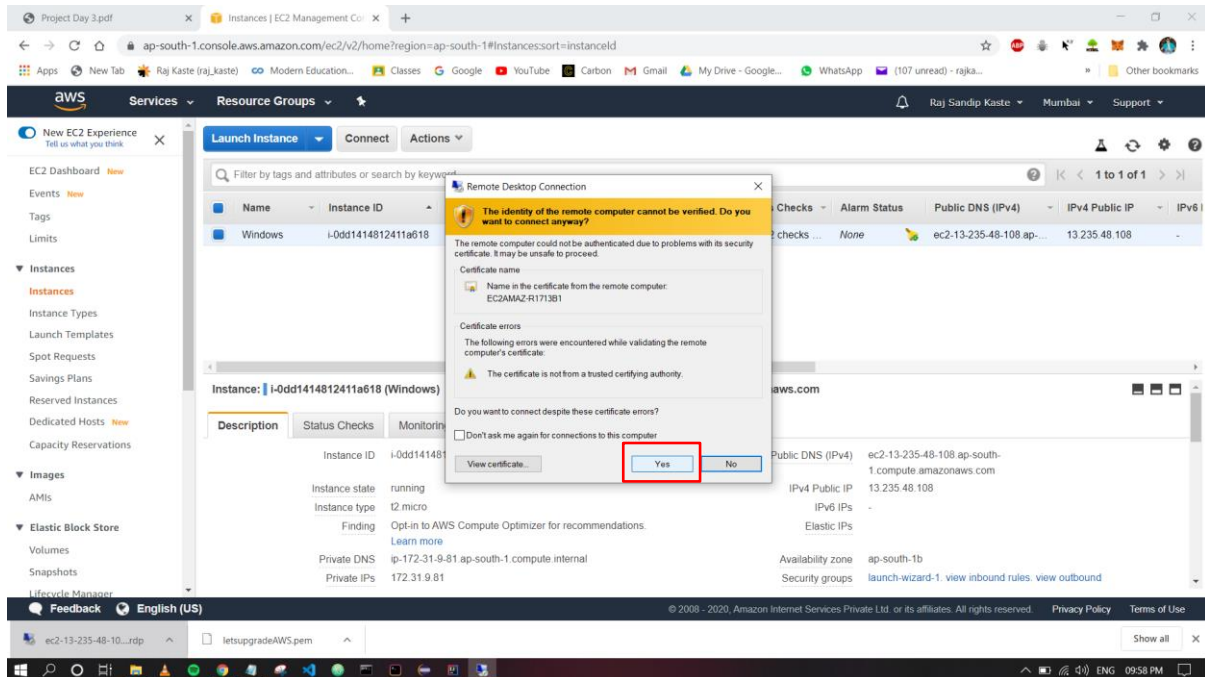 Project Day 3.pdf
Instances | EC2 Management Co
ap-south-1.console.aws.amazon.com/ec2/v2/home?region=ap-south-1#Instances:sort=instanceId
Apps New Tab Raj Kaste (raj_kaste) Modern Education... Classes Google YouTube Carbon Gmail My Drive - Goog... WhatsApp (107 unread) - rajka... » Other bookmarks
aws Services Resource Groups Raj Sandip Kaste Mumbai Support
New EC2 Experience
Tell us what you think
EC2 Dashboard New
Events New
Tags
Limits
Instances
Instances
Instance Types
Launch Templates
Spot Requests
Savings Plans
Reserved Instances
Dedicated Hosts New
Capacity Reservations
Images
AMIs
Elastic Block Store
Volumes
Snapshots
Lifecycle Manager
Launch Instance Connect Actions
Filter by tags and attributes or search by keyword
1 to 1 of 1
Name Instance ID Checks Alarm Status Public DNS (IPv4) IPv4 Public IP IPv6
Windows i-0dd1414812411a618 checks ... None ec2-13-235-48-108.ap-... 13.235.48.108 -
Remote Desktop Connection
The identity of the remote computer cannot be verified. Do you
want to connect anyway?
The remote computer could not be authenticated due to problems with its security
certificate. It may be unsafe to proceed.
Certificate name
Name in the certificate from the remote computer:
EC2AMAZ-R1713B1
Certificate errors
The following errors were encountered while validating the remote
computer's certificate:
The certificate is not from a trusted certifying authority.
Do you want to connect despite these certificate errors?
Don't ask me again for connections to this computer
View certificate... Yes No
Instance: i-0dd1414812411a618 (Windows) aws.com
Description Status Checks Monitorin
Instance ID i-0dd141481
Instance state running
Instance type t2.micro
Finding Opt-in to AWS Compute Optimizer for recommendations.
Learn more
Private DNS ip-172-31-9-81.ap-south-1.compute.internal
Private IPs 172.31.9.81
Public DNS (IPv4) ec2-13-235-48-108.ap-south-
1.compute.amazonaws.com
IPv4 Public IP 13.235.48.108
IPv6 IPs -
Elastic IPs
Availability zone ap-south-1b
Security groups launch-wizard-1. view inbound rules. view outbound
Feedback English (US) © 2008 - 2020, Amazon Internet Services Private Ltd. or its affiliates. All rights reserved. Privacy Policy Terms of Use
ec2-13-235-48-10....rdp letsupgradeAWS.pem Show all
ENG 09:58 PM